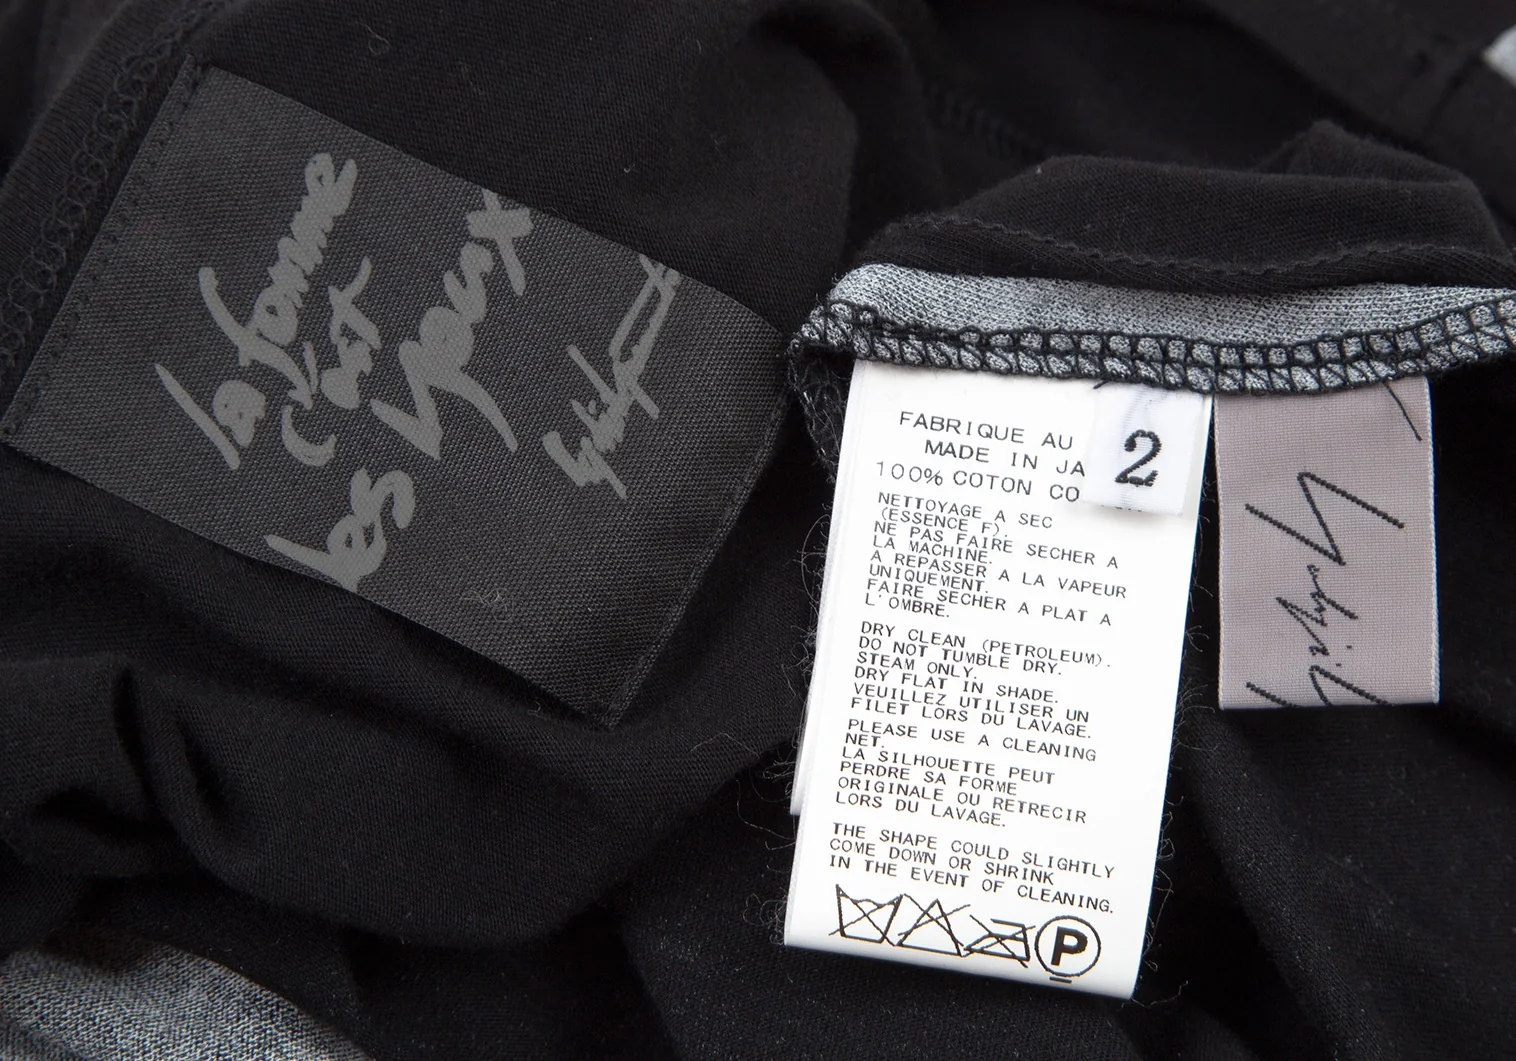 la Forme
C'est
les Yeux
FABRIQUE AU
MADE IN JA
100% COTON CO
2
NETTOYAGE A SEC
(ESSENCE F).
NE PAS FAIRE SECHER A
LA MACHINE.
A REPASSER A LA VAPEUR
UNIQUEMENT.
FAIRE SECHER A PLAT A
L'OMBRE.
DRY CLEAN (PETROLEUM).
DO NOT TUMBLE DRY.
STEAM ONLY.
DRY FLAT IN SHADE.
VEUILLEZ UTILISER UN
FILET LORS DU LAVAGE.
PLEASE USE A CLEANING
NET.
LA SILHOUETTE PEUT
PERDRE SA FORME
ORIGINALE OU RETRECIR
LORS DU LAVAGE.
THE SHAPE COULD SLIGHTLY
COME DOWN OR SHRINK
IN THE EVENT OF CLEANING.
P